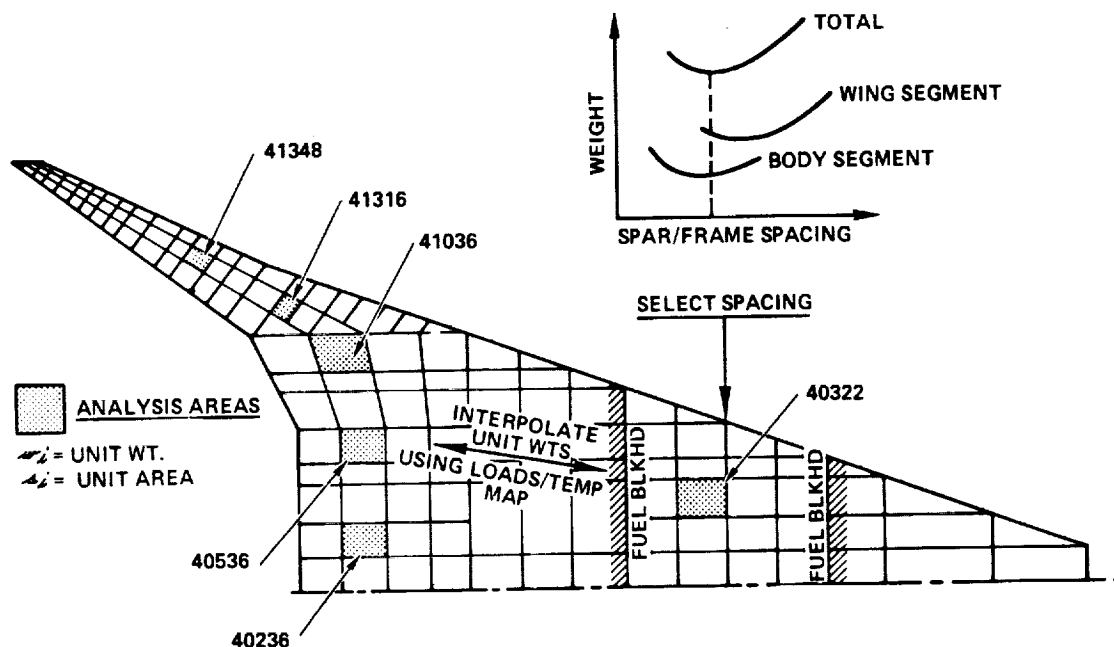 TOTAL
WING SEGMENT
BODY SEGMENT
WEIGHT
SPAR/FRAME SPACING
41348
41316
41036
SELECT SPACING
40322
ANALYSIS AREAS
w i = UNIT WT.
s i = UNIT AREA
INTERPOLATE
UNIT WTS
USING LOADS/TEMP
MAP
FUEL BLKHD
FUEL BLKHD
40536
40236